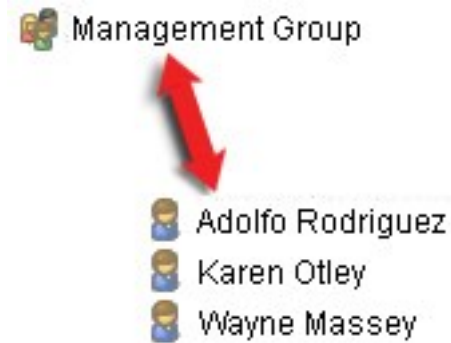 Management Group
Adolfo Rodriguez
Karen Otley
Wayne Massey